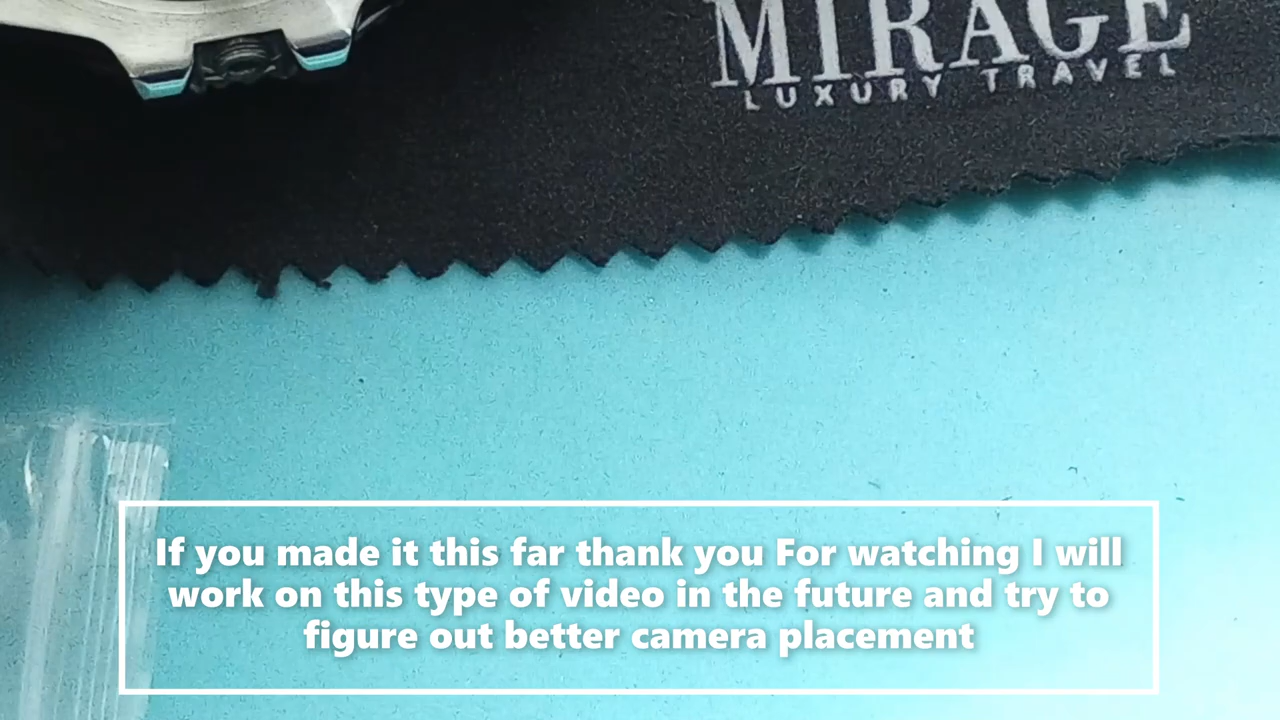 MIRAGE
LUXURY TRAVEL
If you made it this far thank you For watching I will
work on this type of video in the future and try to
figure out better camera placement